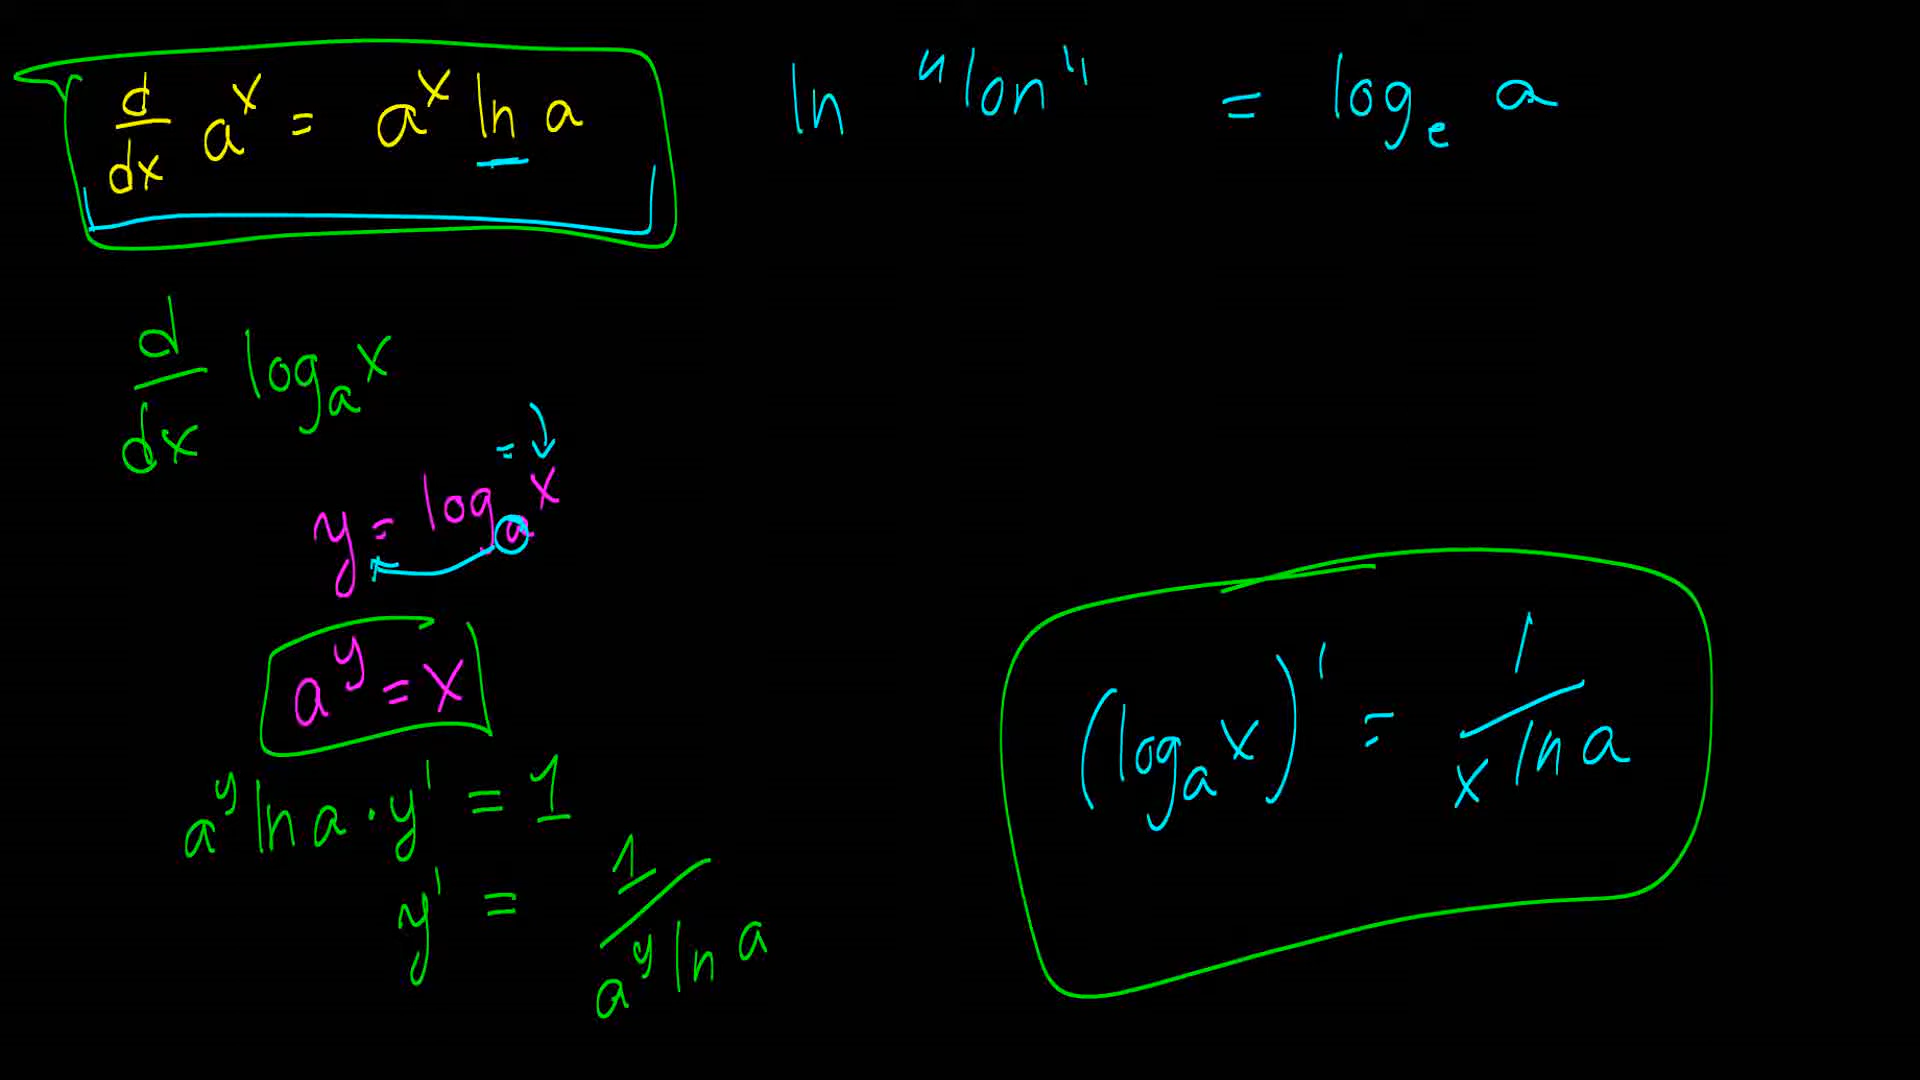 d/dx a^x = a^x ln a
ln "lon" = log_e a
d/dx log_a x
=
y = log_a x
a^y = x
a^y ln a · y' = 1
y' = 1/(a^y ln a)
(log_a x)' = 1/(x ln a)